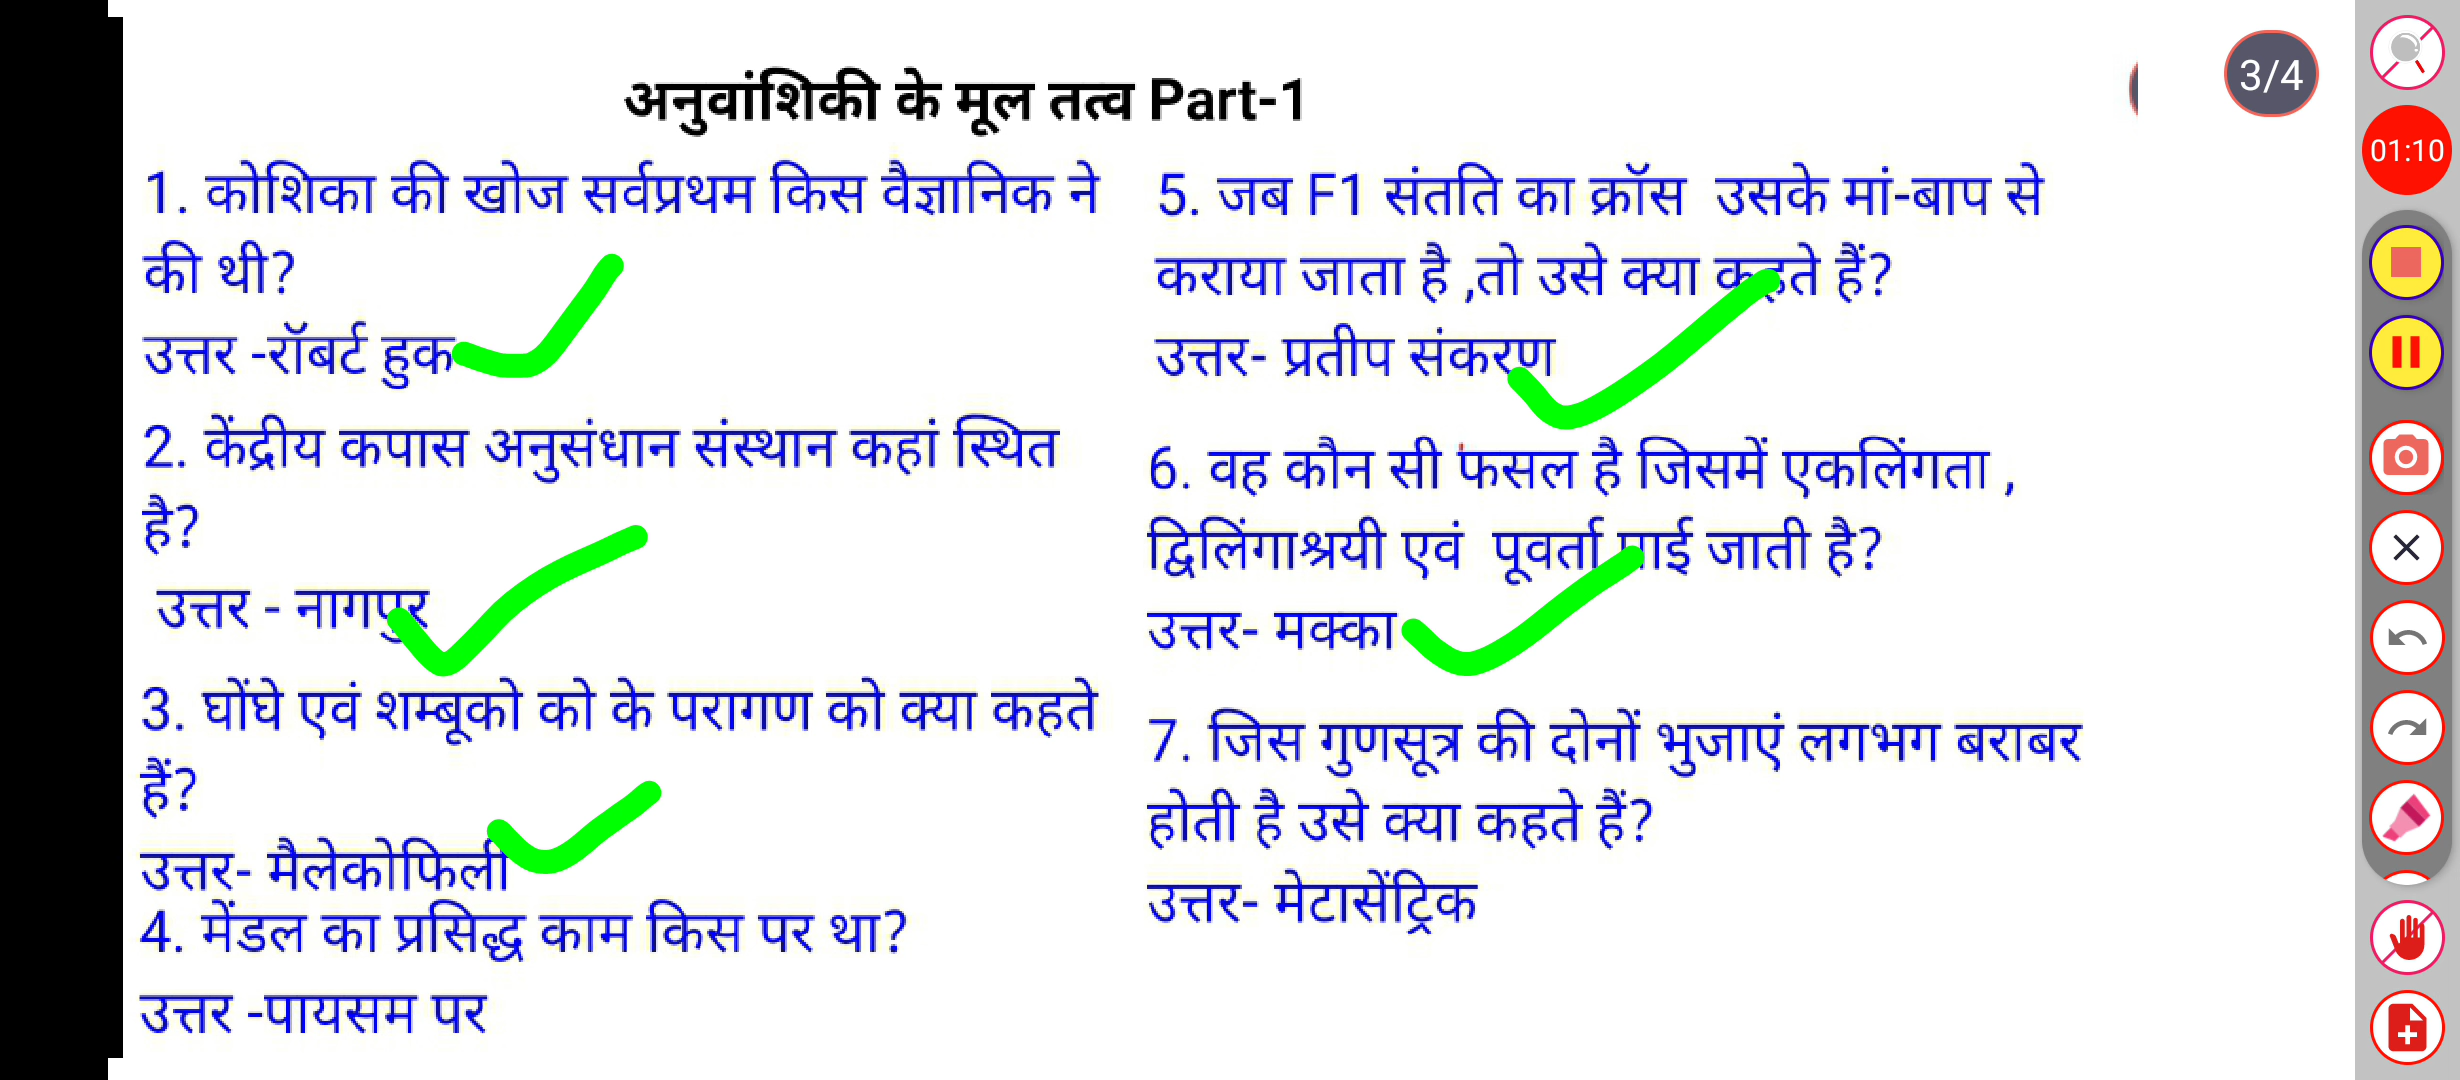 अनुवांशिकी के मूल तत्व Part-1
3/4
01:10
1. कोशिका की खोज सर्वप्रथम किस वैज्ञानिक ने
की थी?
उत्तर -रॉबर्ट हुक
2. केंद्रीय कपास अनुसंधान संस्थान कहां स्थित
है?
उत्तर - नागपुर
3. घोंघे एवं शम्बूको को के परागण को क्या कहते
हैं?
उत्तर- मैलेकोफिली
4. मेंडल का प्रसिद्ध काम किस पर था?
उत्तर -पायसम पर
5. जब F1 संतति का क्रॉस उसके मां-बाप से
कराया जाता है ,तो उसे क्या कहते हैं?
उत्तर- प्रतीप संकरण
6. वह कौन सी फसल है जिसमें एकलिंगता ,
द्विलिंगाश्रयी एवं पूवर्ता पाई जाती है?
उत्तर- मक्का
7. जिस गुणसूत्र की दोनों भुजाएं लगभग बराबर
होती है उसे क्या कहते हैं?
उत्तर- मेटासेंट्रिक